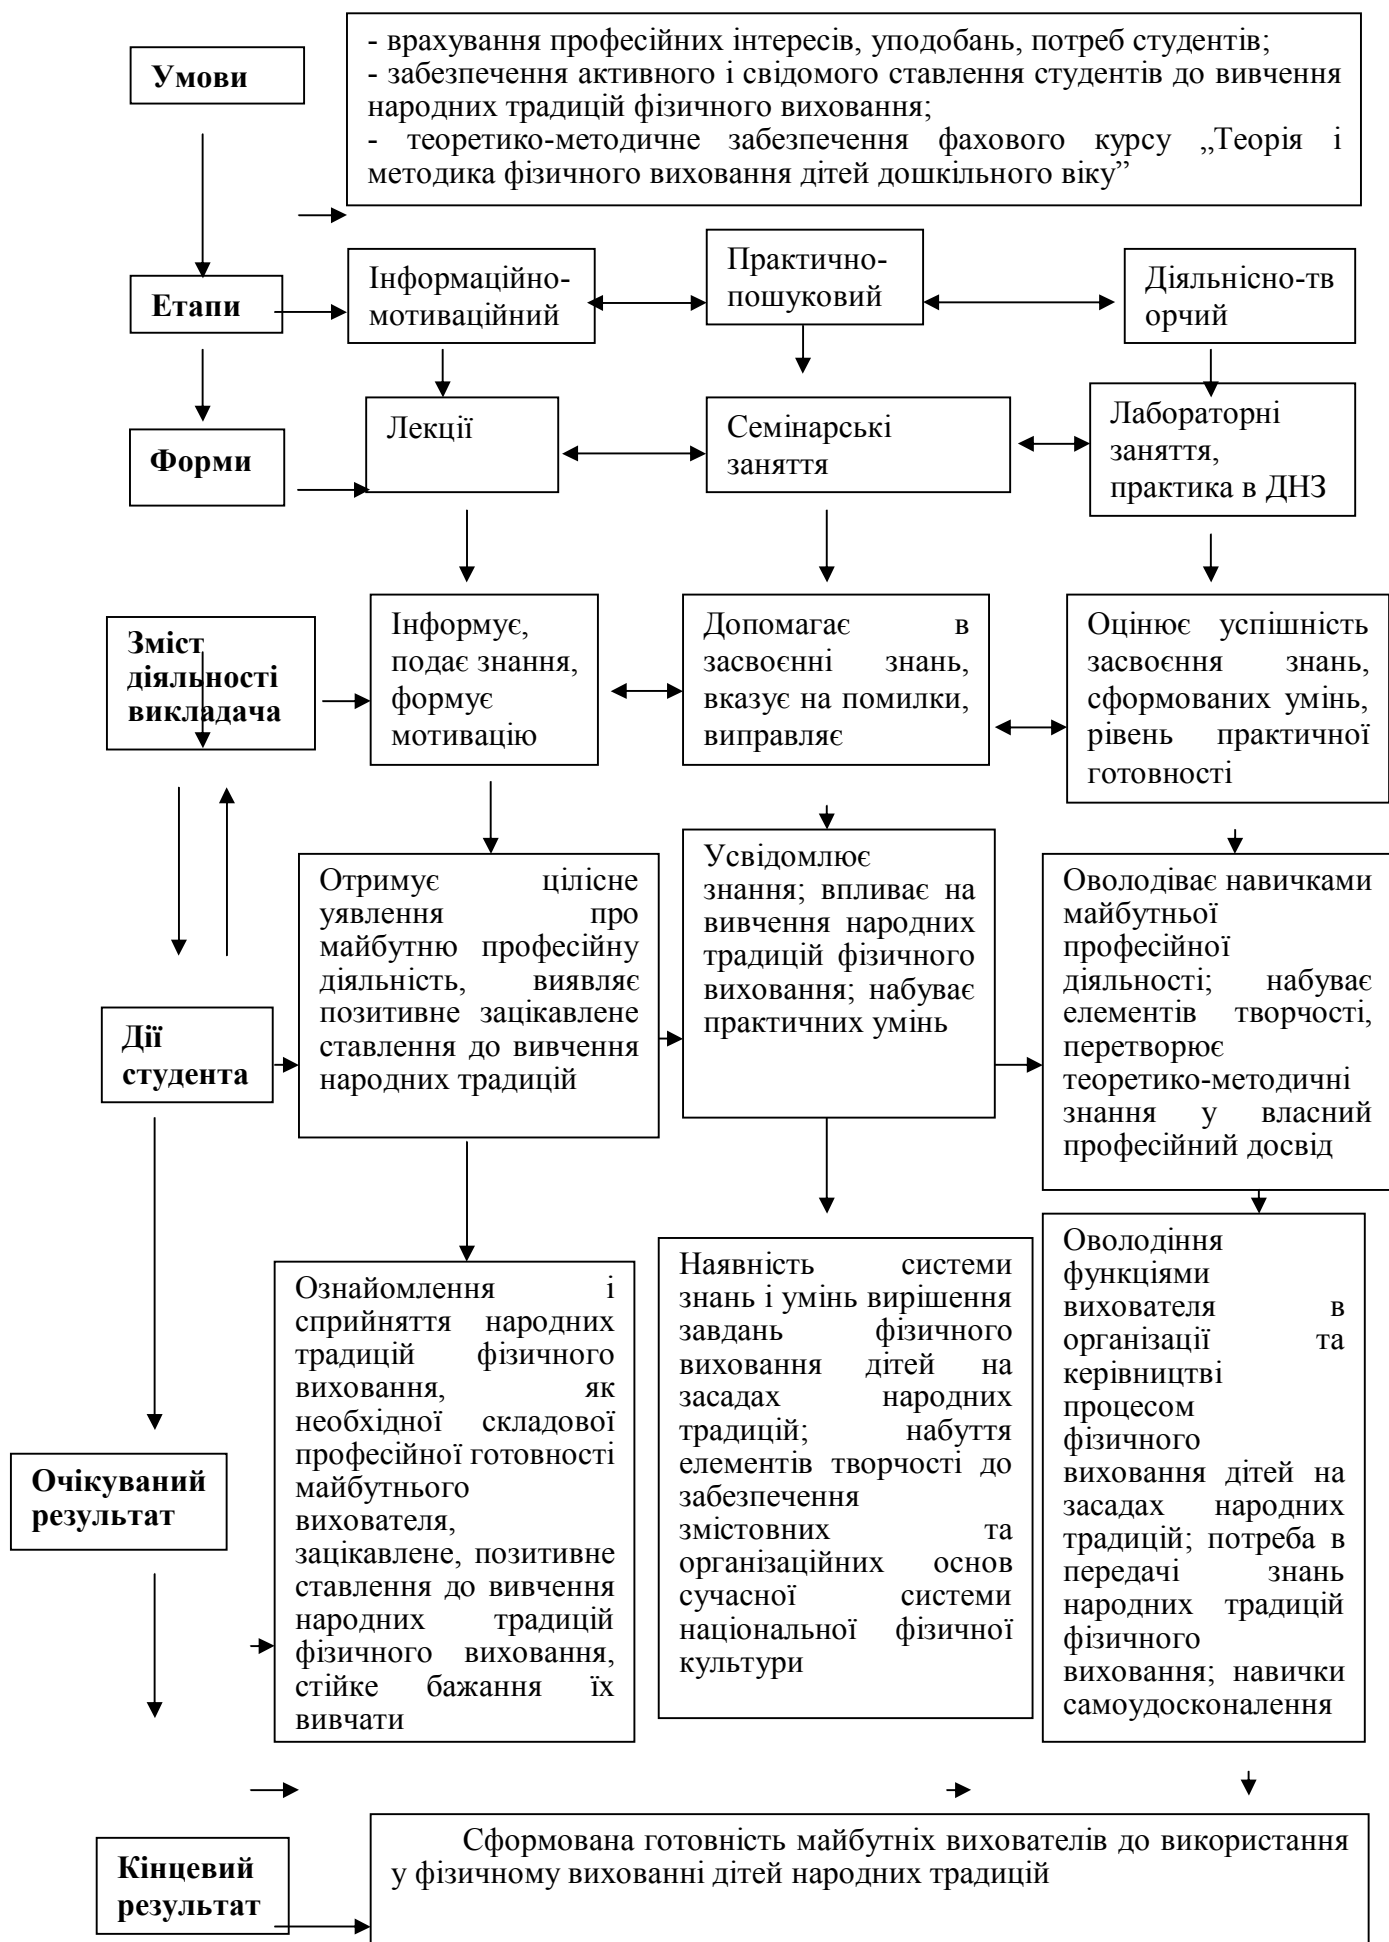 Умови
- врахування професійних інтересів, уподобань, потреб студентів;
- забезпечення активного і свідомого ставлення студентів до вивчення
народних традицій фізичного виховання;
- теоретико-методичне забезпечення фахового курсу „Теорія і
методика фізичного виховання дітей дошкільного віку”
Етапи
Інформаційно-
мотиваційний
Практично-
пошуковий
Діяльнісно-тв
орчий
Форми
Лекції
Семінарські
заняття
Лабораторні
заняття,
практика в ДНЗ
Зміст
діяльності
викладача
Інформує,
подає знання,
формує
мотивацію
Допомагає в
засвоєнні знань,
вказує на помилки,
виправляє
Оцінює успішність
засвоєння знань,
сформованих умінь,
рівень практичної
готовності
Дії
студента
Отримує цілісне
уявлення про
майбутню професійну
діяльність, виявляє
позитивне зацікавлене
ставлення до вивчення
народних традицій
Усвідомлює
знання; впливає на
вивчення народних
традицій фізичного
виховання; набуває
практичних умінь
Оволодіває навичками
майбутньої
професійної
діяльності; набуває
елементів творчості,
перетворює
теоретико-методичні
знання у власний
професійний досвід
Очікуваний
результат
Ознайомлення і
сприйняття народних
традицій фізичного
виховання, як
необхідної складової
професійної готовності
майбутнього
вихователя,
зацікавлене, позитивне
ставлення до вивчення
народних традицій
фізичного виховання,
стійке бажання їх
вивчати
Наявність системи
знань і умінь вирішення
завдань фізичного
виховання дітей на
засадах народних
традицій; набуття
елементів творчості до
забезпечення
змістовних та
організаційних основ
сучасної системи
національної фізичної
культури
Оволодіння
функціями
вихователя в
організації та
керівництві
процесом
фізичного
виховання дітей на
засадах народних
традицій; потреба в
передачі знань
народних традицій
фізичного
виховання; навички
самоудосконалення
Кінцевий
результат
Сформована готовність майбутніх вихователів до використання
у фізичному вихованні дітей народних традицій